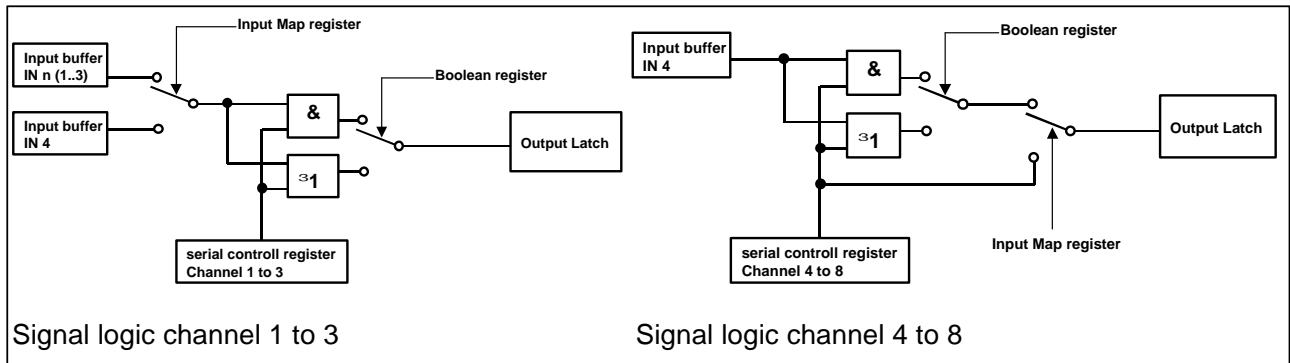 Input Map register
Input buffer
IN n (1..3)
Input buffer
IN 4
&
³1
Boolean register
Output Latch
serial controll register
Channel 1 to 3
Signal logic channel 1 to 3
Input buffer
IN 4
&
³1
Boolean register
Output Latch
Input Map register
serial controll register
Channel 4 to 8
Signal logic channel 4 to 8